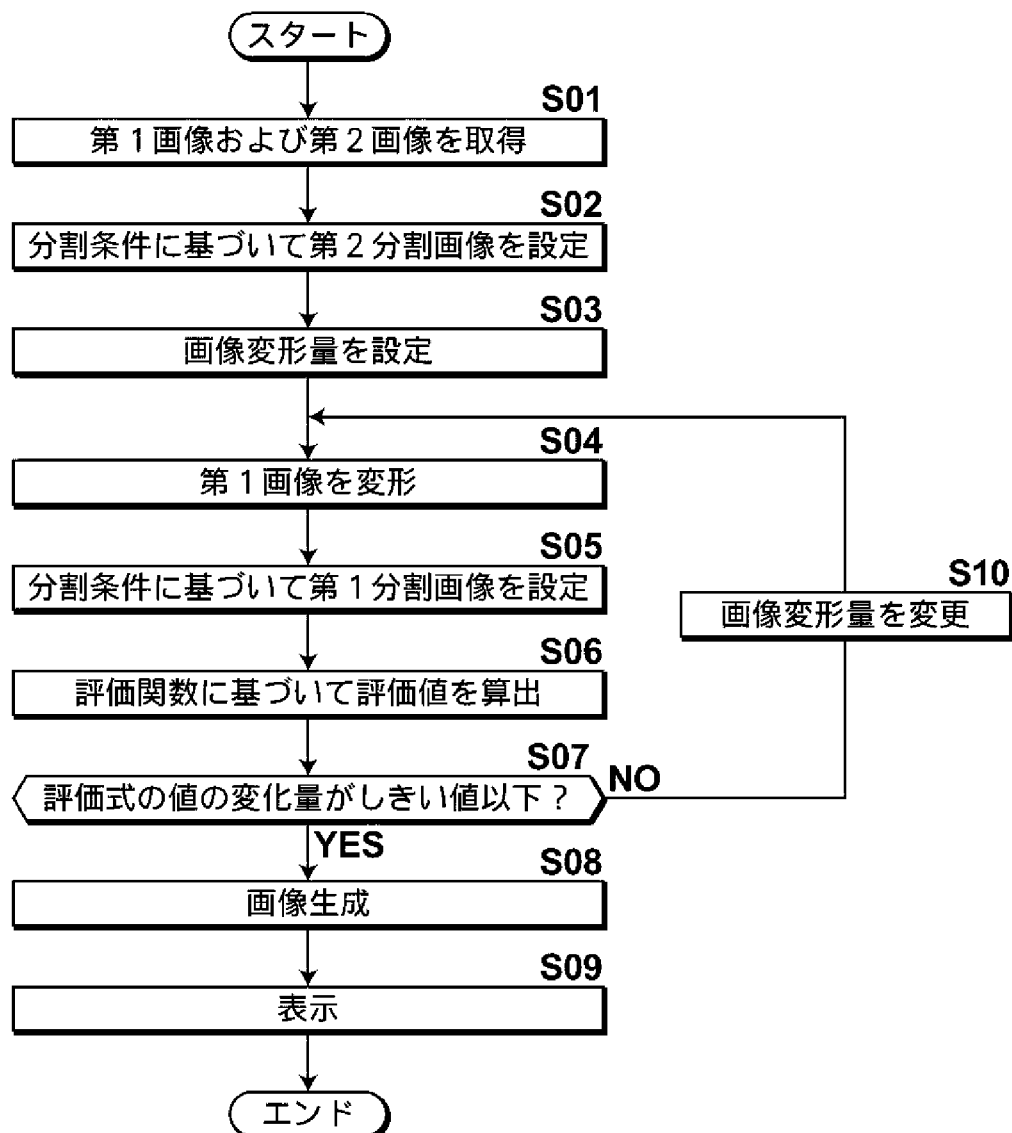 スタート
S01
第1画像および第2画像を取得
S02
分割条件に基づいて第2分割画像を設定
S03
画像変形量を設定
S04
第1画像を変形
S05
分割条件に基づいて第1分割画像を設定
S10
画像変形量を変更
S06
評価関数に基づいて評価値を算出
S07
評価式の値の変化量がしきい値以下?
NO
YES
S08
画像生成
S09
表示
エンド